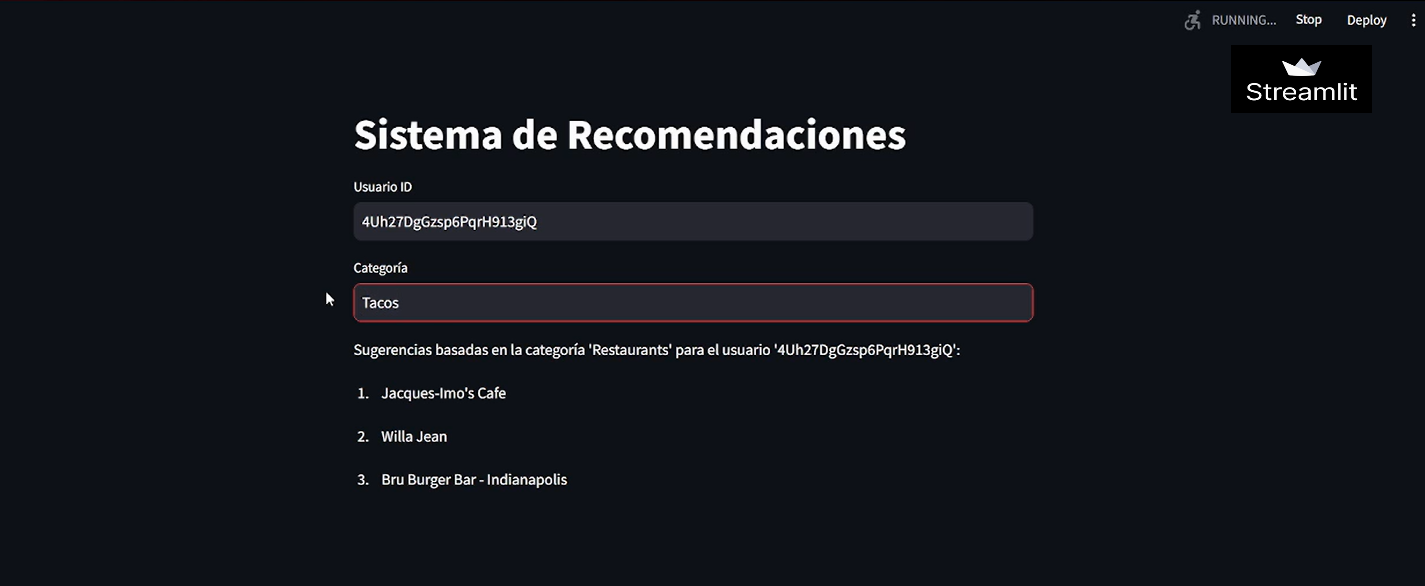 RUNNING... Stop Deploy
Streamlit
Sistema de Recomendaciones
Usuario ID
4Uh27DgGzsp6PqrH913giQ
Categoría
Tacos
Sugerencias basadas en la categoría 'Restaurants' para el usuario '4Uh27DgGzsp6PqrH913giQ':
1. Jacques-Imo's Cafe
2. Willa Jean
3. Bru Burger Bar - Indianapolis